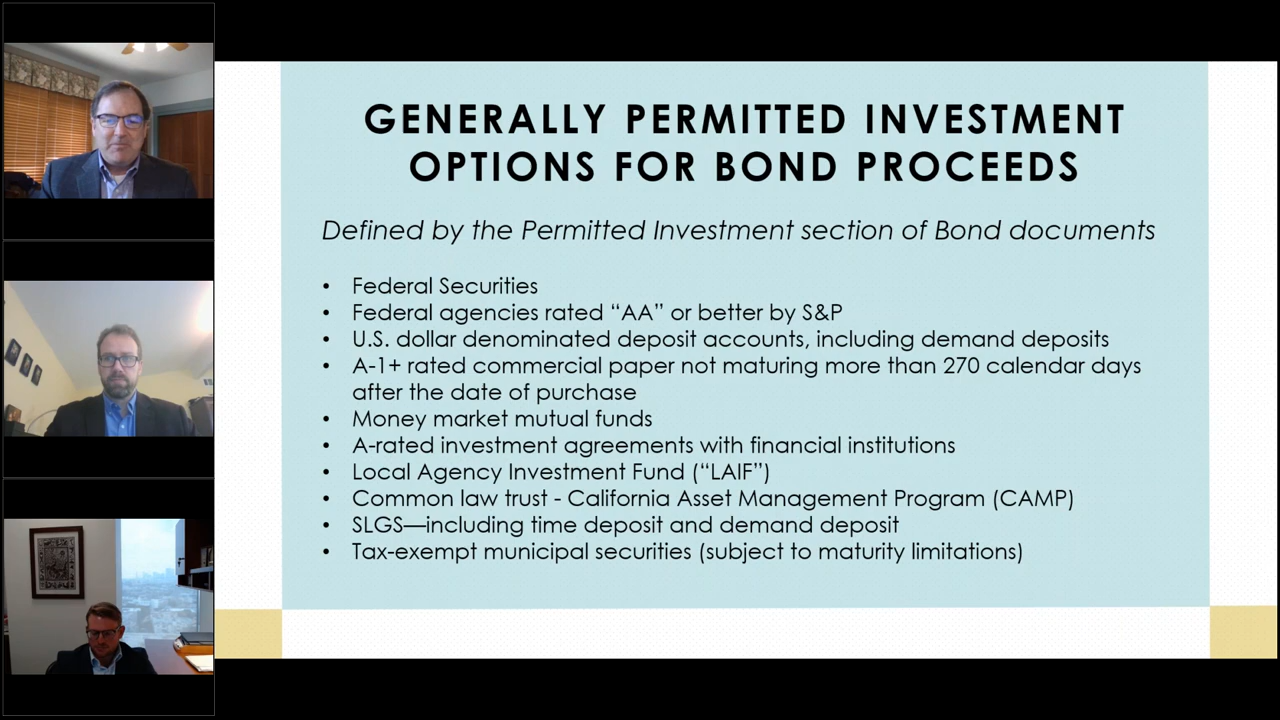 GENERALLY PERMITTED INVESTMENT
OPTIONS FOR BOND PROCEEDS
Defined by the Permitted Investment section of Bond documents
• Federal Securities
• Federal agencies rated “AA” or better by S&P
• U.S. dollar denominated deposit accounts, including demand deposits
• A-1+ rated commercial paper not maturing more than 270 calendar days
after the date of purchase
• Money market mutual funds
• A-rated investment agreements with financial institutions
• Local Agency Investment Fund (“LAIF”)
• Common law trust - California Asset Management Program (CAMP)
• SLGS—including time deposit and demand deposit
• Tax-exempt municipal securities (subject to maturity limitations)